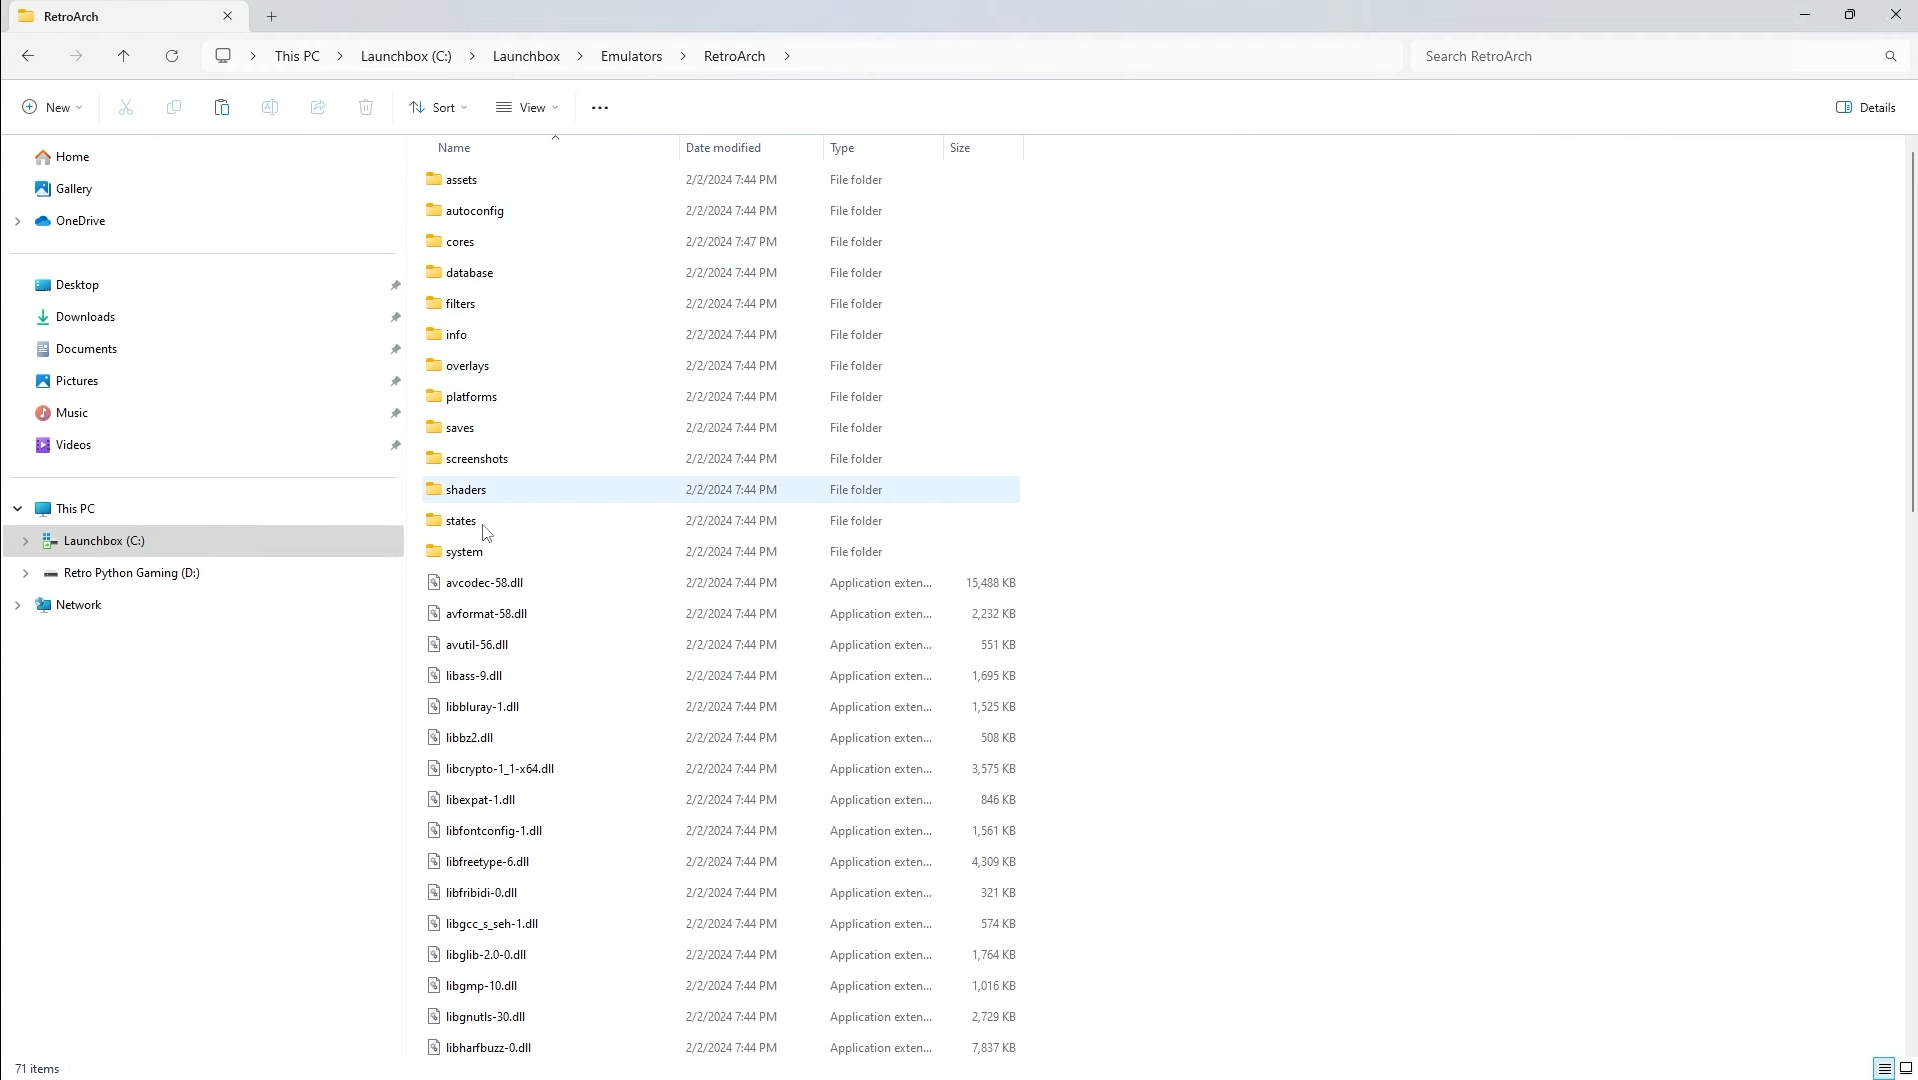 RetroArch
This PC > Launchbox (C:) > Launchbox > Emulators > RetroArch >
Search RetroArch
New
Sort
View
Details
Home
Gallery
OneDrive
Desktop
Downloads
Documents
Pictures
Music
Videos
This PC
Launchbox (C:)
Retro Python Gaming (D:)
Network
Name Date modified Type Size
assets 2/2/2024 7:44 PM File folder
autoconfig 2/2/2024 7:44 PM File folder
cores 2/2/2024 7:47 PM File folder
database 2/2/2024 7:44 PM File folder
filters 2/2/2024 7:44 PM File folder
info 2/2/2024 7:44 PM File folder
overlays 2/2/2024 7:44 PM File folder
platforms 2/2/2024 7:44 PM File folder
saves 2/2/2024 7:44 PM File folder
screenshots 2/2/2024 7:44 PM File folder
shaders 2/2/2024 7:44 PM File folder
states 2/2/2024 7:44 PM File folder
system 2/2/2024 7:44 PM File folder
avcodec-58.dll 2/2/2024 7:44 PM Application exten... 15,488 KB
avformat-58.dll 2/2/2024 7:44 PM Application exten... 2,232 KB
avutil-56.dll 2/2/2024 7:44 PM Application exten... 551 KB
libass-9.dll 2/2/2024 7:44 PM Application exten... 1,695 KB
libbluray-1.dll 2/2/2024 7:44 PM Application exten... 1,525 KB
libbz2.dll 2/2/2024 7:44 PM Application exten... 508 KB
libcrypto-1_1-x64.dll 2/2/2024 7:44 PM Application exten... 3,575 KB
libexpat-1.dll 2/2/2024 7:44 PM Application exten... 846 KB
libfontconfig-1.dll 2/2/2024 7:44 PM Application exten... 1,561 KB
libfreetype-6.dll 2/2/2024 7:44 PM Application exten... 4,309 KB
libfribidi-0.dll 2/2/2024 7:44 PM Application exten... 321 KB
libgcc_s_seh-1.dll 2/2/2024 7:44 PM Application exten... 574 KB
libglib-2.0-0.dll 2/2/2024 7:44 PM Application exten... 1,764 KB
libgmp-10.dll 2/2/2024 7:44 PM Application exten... 1,016 KB
libgnutls-30.dll 2/2/2024 7:44 PM Application exten... 2,729 KB
libharfbuzz-0.dll 2/2/2024 7:44 PM Application exten... 7,837 KB
71 items